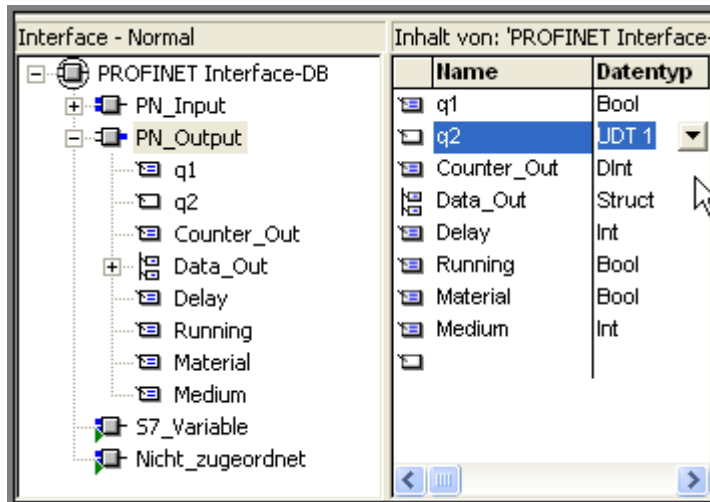 Interface - Normal
PROFINET Interface-DB
PN_Input
PN_Output
q1
q2
Counter_Out
Data_Out
Delay
Running
Material
Medium
S7_Variable
Nicht_zugeordnet
Inhalt von: 'PROFINET Interface-
Name Datentyp
q1 Bool
q2 UDT 1
Counter_Out DInt
Data_Out Struct
Delay Int
Running Bool
Material Bool
Medium Int